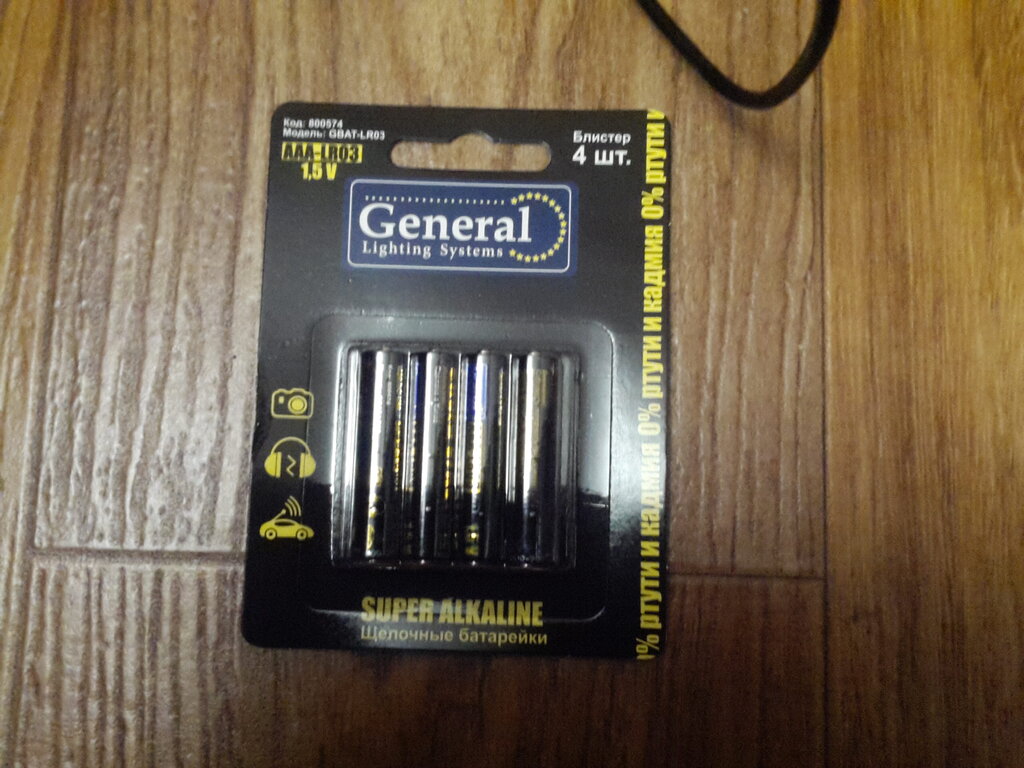 Код: 800574
Модель: GBAT-LR03
AAA-LR03
1,5 V
Блистер
4 шт.
General
Lighting Systems
SUPER ALKALINE
Щелочные батарейки
% ртути и кадмия 0% ртути и кадмия 0% ртути и